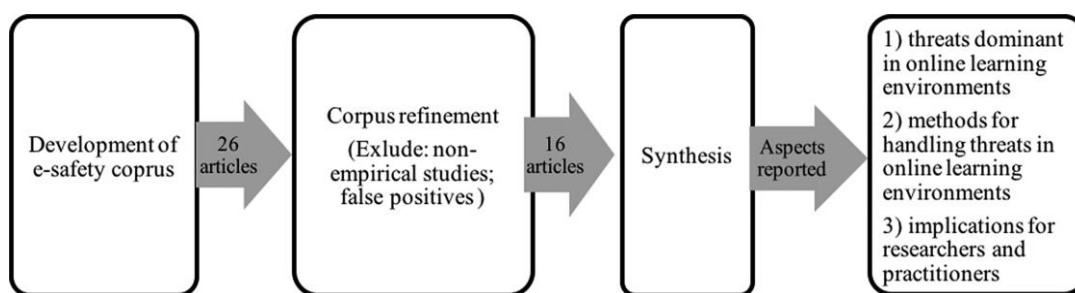 Development of
e-safety coprus
26
articles
Corpus refinement
(Exlude: non-
empirical studies;
false positives )
16
articles
Synthesis
Aspects
reported
1) threats dominant
in online learning
environments
2) methods for
handling threats in
online learning
environments
3) implications for
researchers and
practitioners